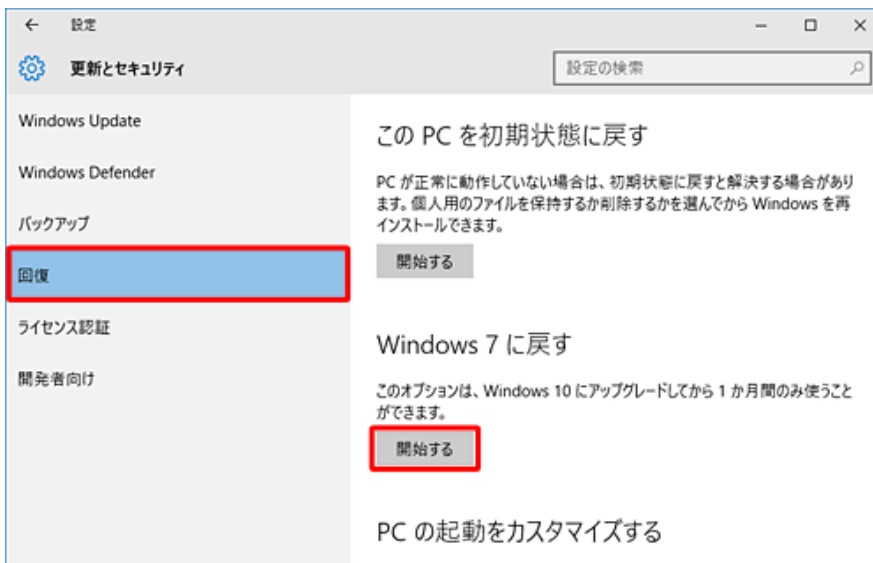 設定
更新とセキュリティ
設定の検索
Windows Update
Windows Defender
バックアップ
回復
ライセンス認証
開発者向け
この PC を初期状態に戻す
PC が正常に動作していない場合は、初期状態に戻すと解決する場合があり
ます。個人用のファイルを保持するか削除するかを選んでから Windows を再
インストールできます。
開始する
Windows 7 に戻す
このオプションは、Windows 10 にアップグレードしてから 1 か月間のみ使うこと
ができます。
開始する
PC の起動をカスタマイズする